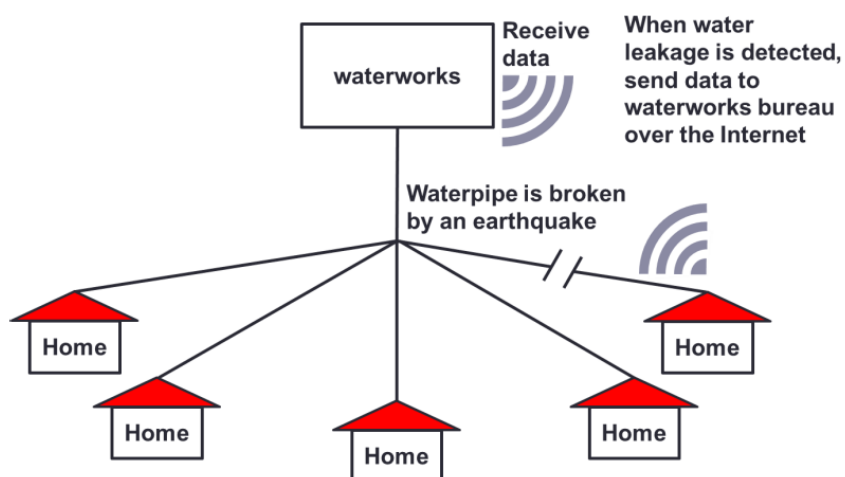 waterworks
Receive
data
When water
leakage is detected,
send data to
waterworks bureau
over the Internet
Waterpipe is broken
by an earthquake
Home
Home
Home
Home
Home